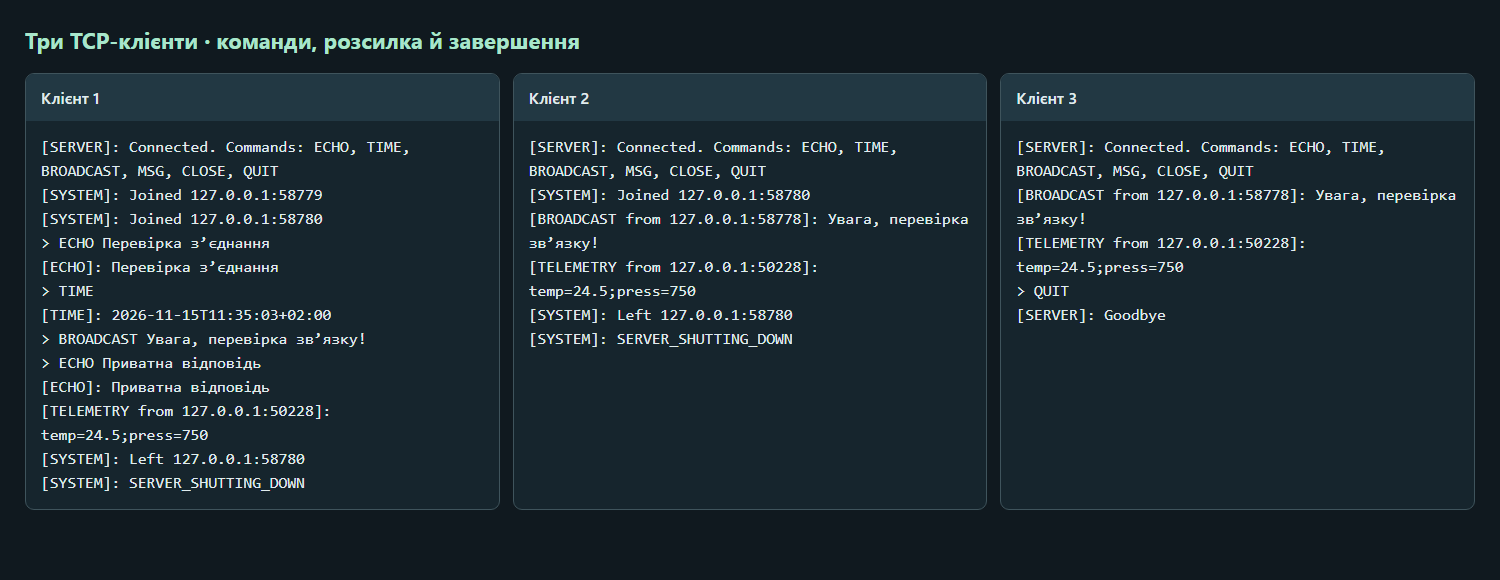 Три TCP-клієнти · команди, розсилка й завершення
Клієнт 1
[SERVER]: Connected. Commands: ECHO, TIME,
BROADCAST, MSG, CLOSE, QUIT
[SYSTEM]: Joined 127.0.0.1:58779
[SYSTEM]: Joined 127.0.0.1:58780
> ECHO Перевірка з’єднання
[ECHO]: Перевірка з’єднання
> TIME
[TIME]: 2026-11-15T11:35:03+02:00
> BROADCAST Увага, перевірка зв’язку!
> ECHO Приватна відповідь
[ECHO]: Приватна відповідь
[TELEMETRY from 127.0.0.1:50228]:
temp=24.5;press=750
[SYSTEM]: Left 127.0.0.1:58780
[SYSTEM]: SERVER_SHUTTING_DOWN
Клієнт 2
[SERVER]: Connected. Commands: ECHO, TIME,
BROADCAST, MSG, CLOSE, QUIT
[SYSTEM]: Joined 127.0.0.1:58780
[BROADCAST from 127.0.0.1:58778]: Увага, перевірка
зв’язку!
[TELEMETRY from 127.0.0.1:50228]:
temp=24.5;press=750
[SYSTEM]: Left 127.0.0.1:58780
[SYSTEM]: SERVER_SHUTTING_DOWN
Клієнт 3
[SERVER]: Connected. Commands: ECHO, TIME,
BROADCAST, MSG, CLOSE, QUIT
[BROADCAST from 127.0.0.1:58778]: Увага, перевірка
зв’язку!
[TELEMETRY from 127.0.0.1:50228]:
temp=24.5;press=750
> QUIT
[SERVER]: Goodbye